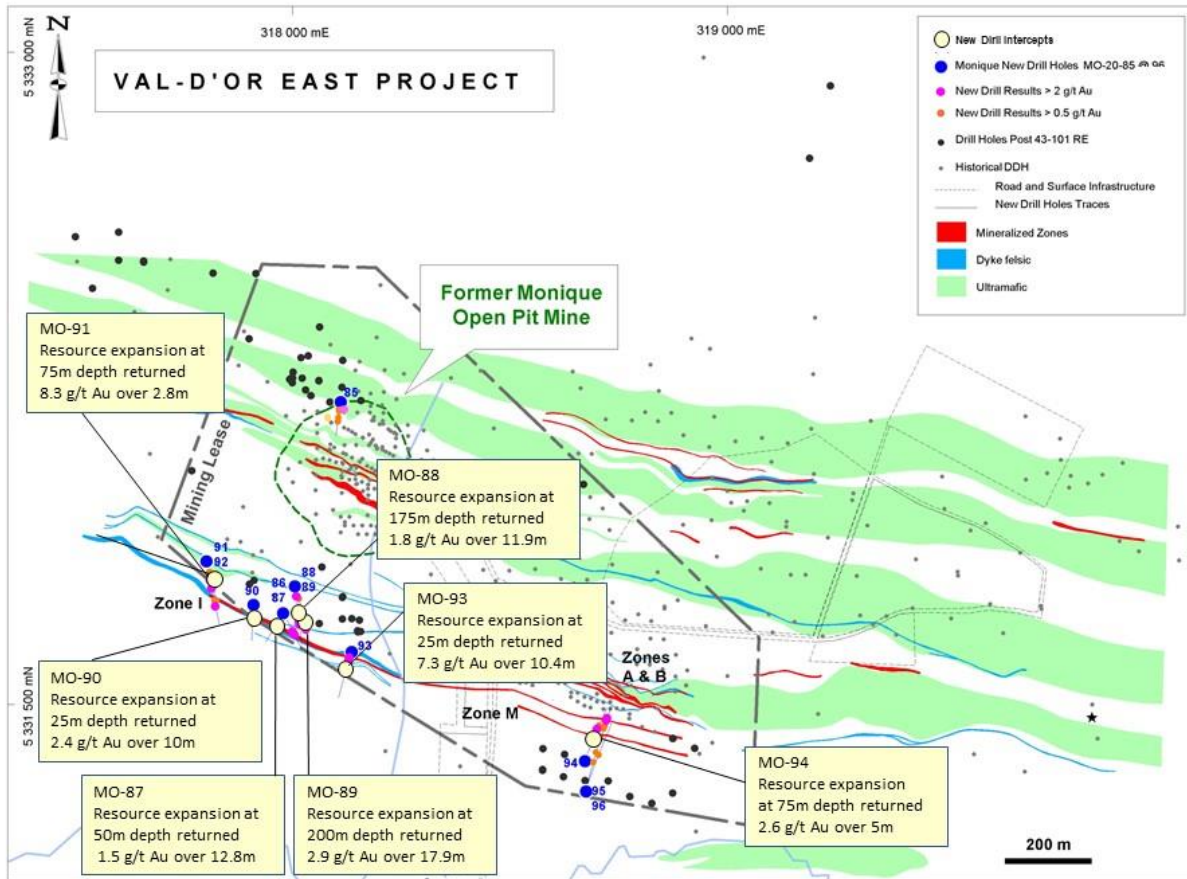 N
318 000 mE
319 000 mE
5 333 000 mN
VAL-D'OR EAST PROJECT
New Dirll Intercepts
Monique New Drill Holes MO-20-85 @ 96
New Drill Results > 2 g/t Au
New Drill Results > 0.5 g/t Au
Drill Holes Post 43-101 RE
Historical DDH
Road and Surface Infrastructure
New Drill Holes Traces
Mineralized Zones
Dyke felsic
Ultramafic
Former Monique
Open Pit Mine
MO-91
Resource expansion at
75m depth returned
8.3 g/t Au over 2.8m
85
Mining Lease
MO-88
Resource expansion at
175m depth returned
1.8 g/t Au over 11.9m
91
92
90
86
87
88
89
93
Zone I
MO-93
Resource expansion at
25m depth returned
7.3 g/t Au over 10.4m
Zones
A & B
Zone M
5 331 500 mN
MO-90
Resource expansion at
25m depth returned
2.4 g/t Au over 10m
94
95
96
MO-94
Resource expansion
at 75m depth returned
2.6 g/t Au over 5m
MO-87
Resource expansion at
50m depth returned
1.5 g/t Au over 12.8m
MO-89
Resource expansion at
200m depth returned
2.9 g/t Au over 17.9m
200 m